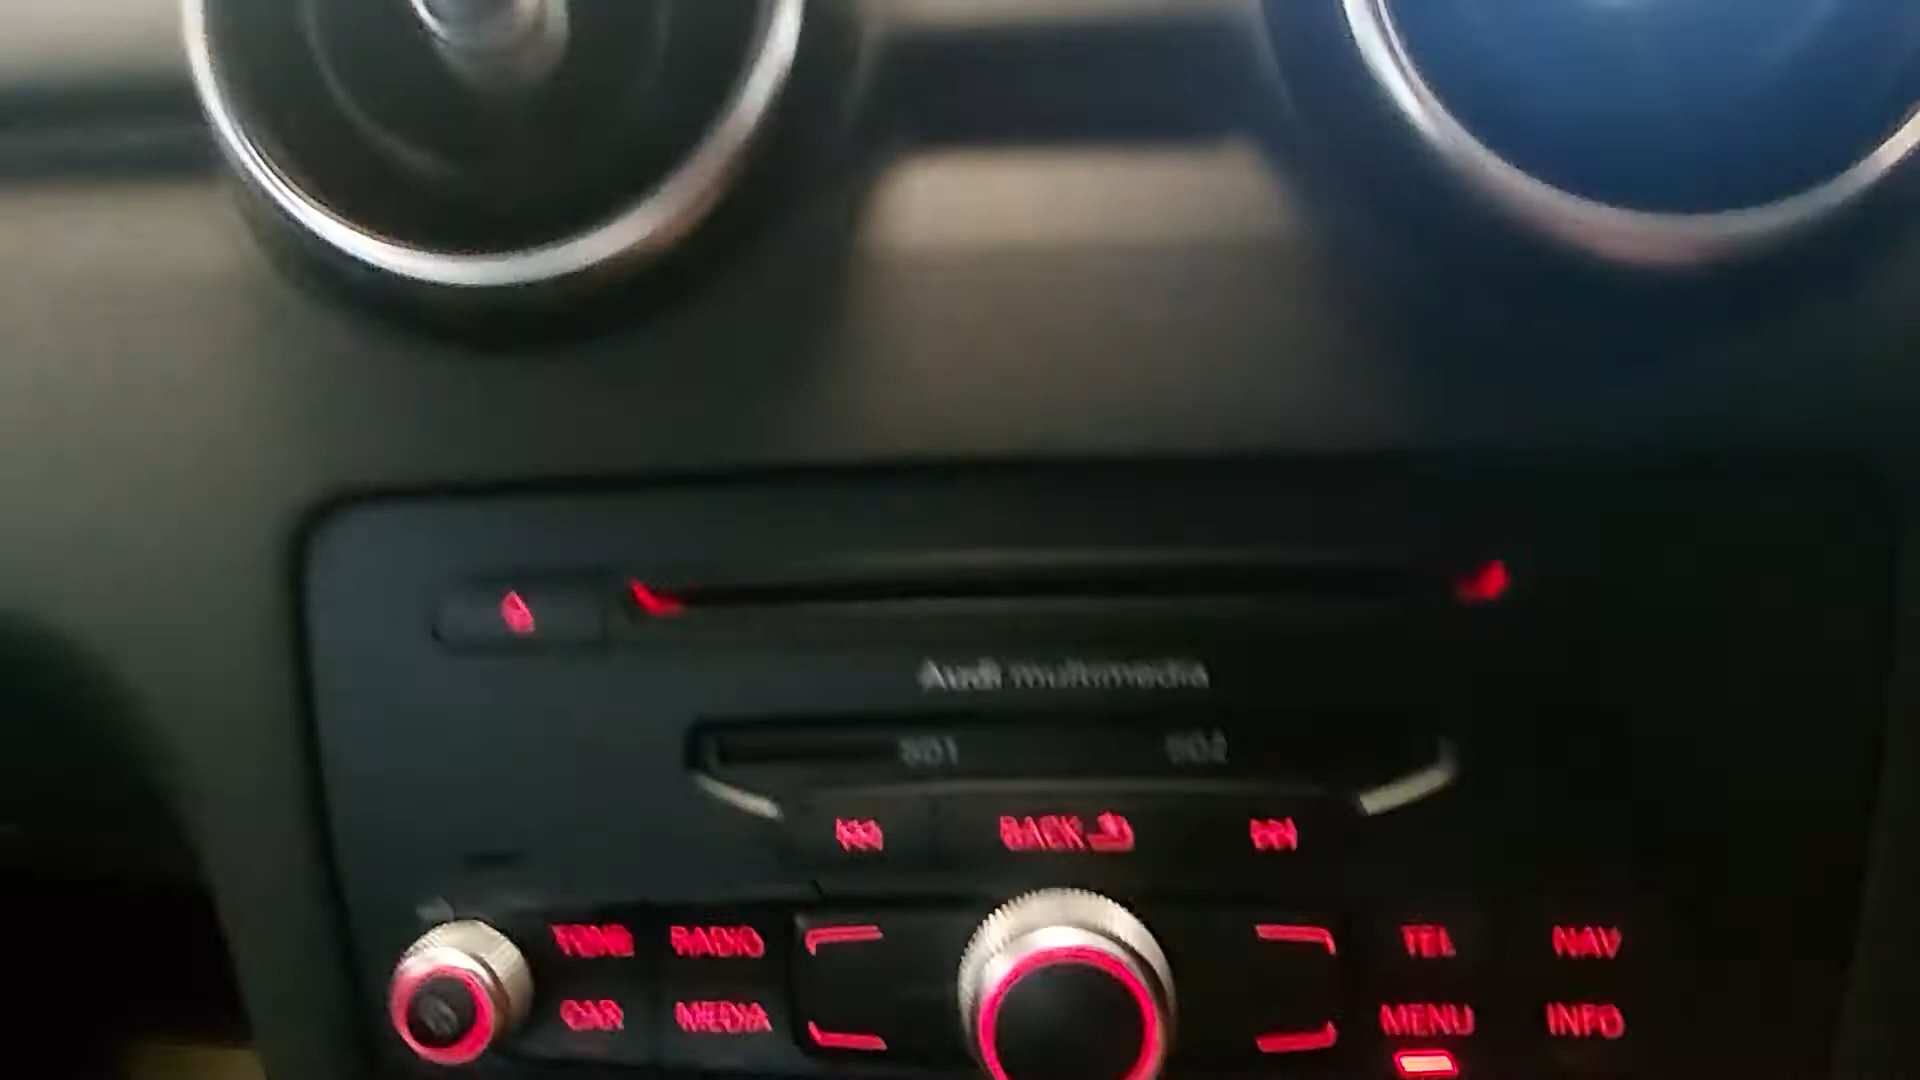 Audi multimedia
SD1 SD2
BACK
TONE RADIO TEL NAV
CAR MEDIA MENU INFO